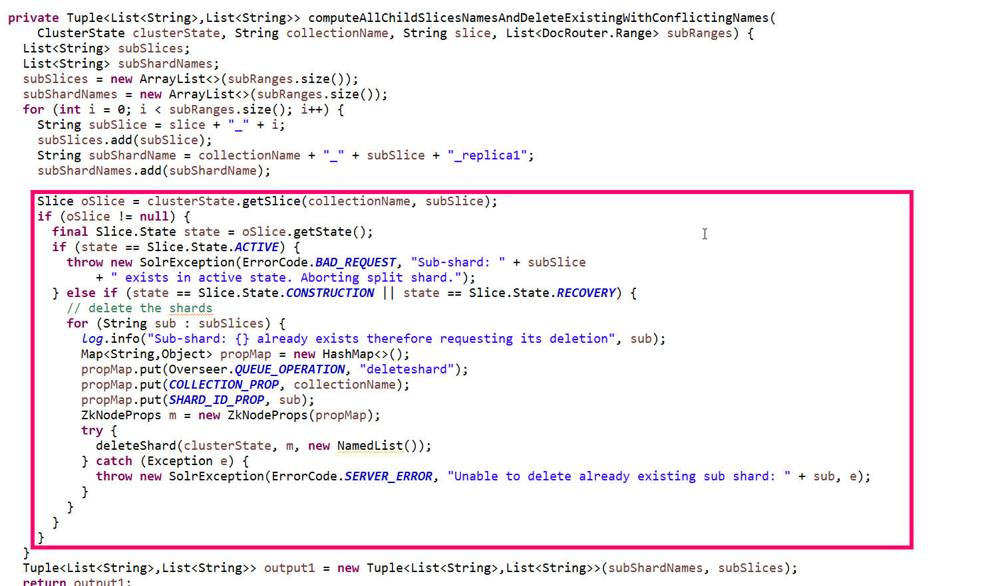 private Tuple<List<String>,List<String>> computeAllChildSlicesNamesAndDeleteExistingWithConflictingNames(
    ClusterState clusterState, String collectionName, String slice, List<DocRouter.Range> subRanges) {
  List<String> subSlices;
  List<String> subShardNames;
  subSlices = new ArrayList<>(subRanges.size());
  subShardNames = new ArrayList<>(subRanges.size());
  for (int i = 0; i < subRanges.size(); i++) {
    String subSlice = slice + "_" + i;
    subSlices.add(subSlice);
    String subShardName = collectionName + "_" + subSlice + "_replica1";
    subShardNames.add(subShardName);
    Slice oSlice = clusterState.getSlice(collectionName, subSlice);
    if (oSlice != null) {
      final Slice.State state = oSlice.getState();
      if (state == Slice.State.ACTIVE) {
        throw new SolrException(ErrorCode.BAD_REQUEST, "Sub-shard: " + subSlice
            + " exists in active state. Aborting split shard.");
      } else if (state == Slice.State.CONSTRUCTION || state == Slice.State.RECOVERY) {
        // delete the shards
        for (String sub : subSlices) {
          log.info("Sub-shard: {} already exists therefore requesting its deletion", sub);
          Map<String,Object> propMap = new HashMap<>();
          propMap.put(Overseer.QUEUE_OPERATION, "deleteshard");
          propMap.put(COLLECTION_PROP, collectionName);
          propMap.put(SHARD_ID_PROP, sub);
          ZkNodeProps m = new ZkNodeProps(propMap);
          try {
            deleteShard(clusterState, m, new NamedList());
          } catch (Exception e) {
            throw new SolrException(ErrorCode.SERVER_ERROR, "Unable to delete already existing sub shard: " + sub, e);
          }
        }
      }
    }
  }
  Tuple<List<String>,List<String>> output1 = new Tuple<List<String>,List<String>>(subShardNames, subSlices);
  return output1;